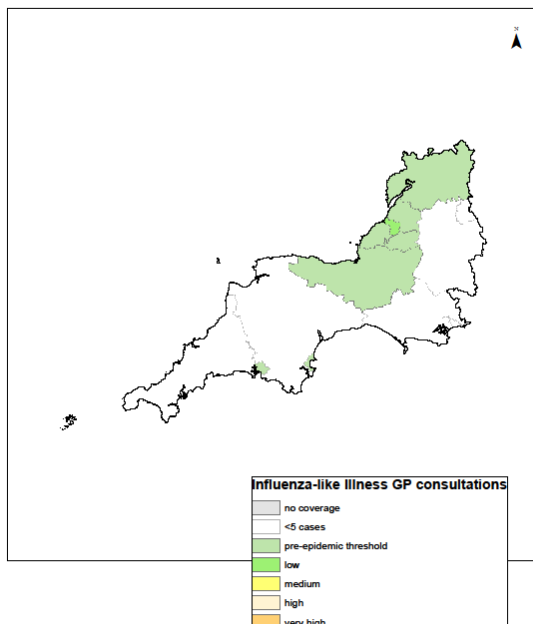 N
Influenza-like Illness GP consultations
no coverage
<5 cases
pre-epidemic threshold
low
medium
high
very high